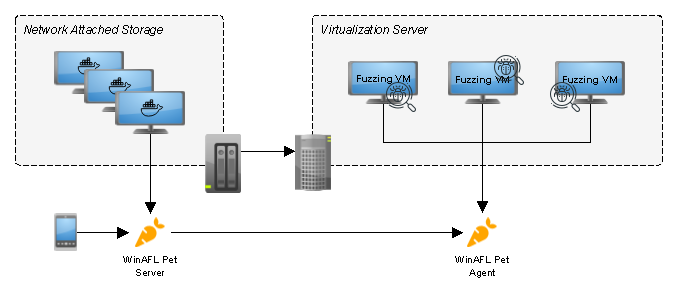 Network Attached Storage
Virtualization Server
Fuzzing VM
Fuzzing VM
Fuzzing VM
WinAFL Pet
Server
WinAFL Pet
Agent